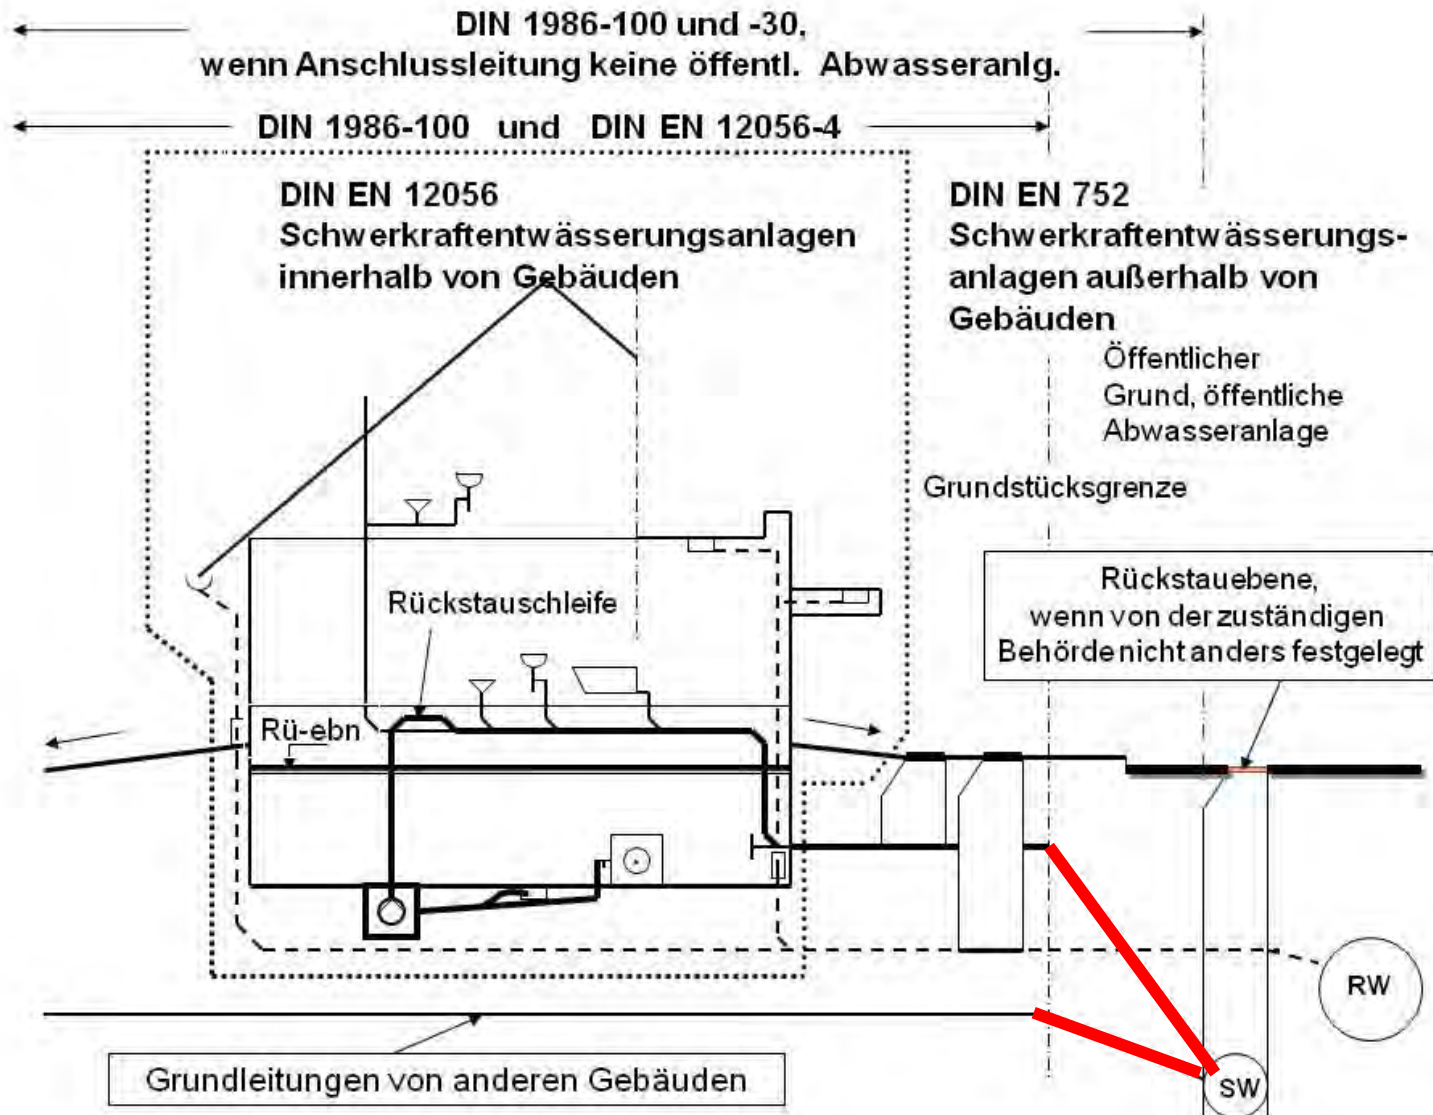 DIN 1986-100 und -30,
wenn Anschlussleitung keine öffentl. Abwasseranlg.
DIN 1986-100 und DIN EN 12056-4
DIN EN 12056
Schwerkraftentwässerungsanlagen
innerhalb von Gebäuden
DIN EN 752
Schwerkraftentwässerungs-
anlagen außerhalb von
Gebäuden
Öffentlicher
Grund, öffentliche
Abwasseranlage
Grundstücksgrenze
Rückstauebene,
wenn von der zuständigen
Behörde nicht anders festgelegt
Rückstauschleife
Rü-ebn
RW
Grundleitungen von anderen Gebäuden
SW